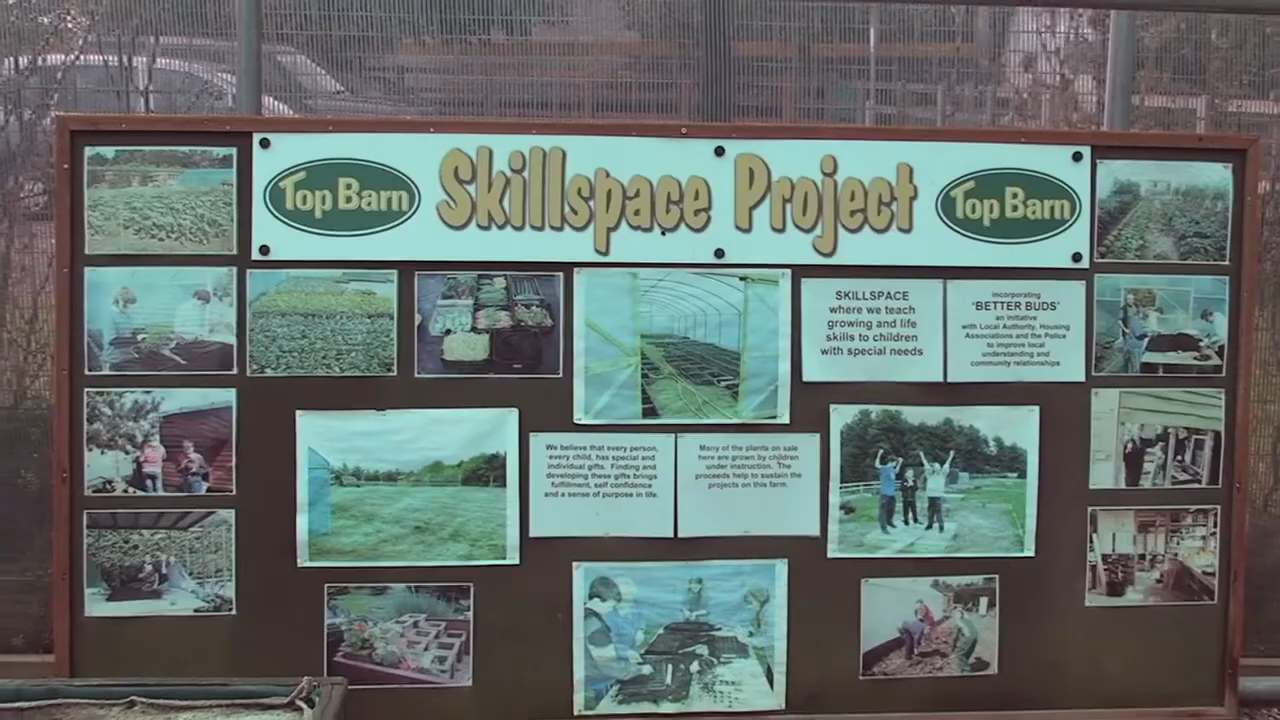 Top Barn
Skillspace Project
Top Barn
SKILLSPACE
where we teach
growing and life
skills to children
with special needs
incorporating
'BETTER BUDS'
an initiative
with Local Authority, Housing
Associations and the Police
to improve local
understanding and
community relationships
We believe that every person,
every child, has special and
individual gifts. Finding and
developing these gifts brings
fulfillment, self confidence
and a sense of purpose in life.
Many of the plants on sale
here are grown by children
under instruction. The
proceeds help to sustain the
projects on this farm.